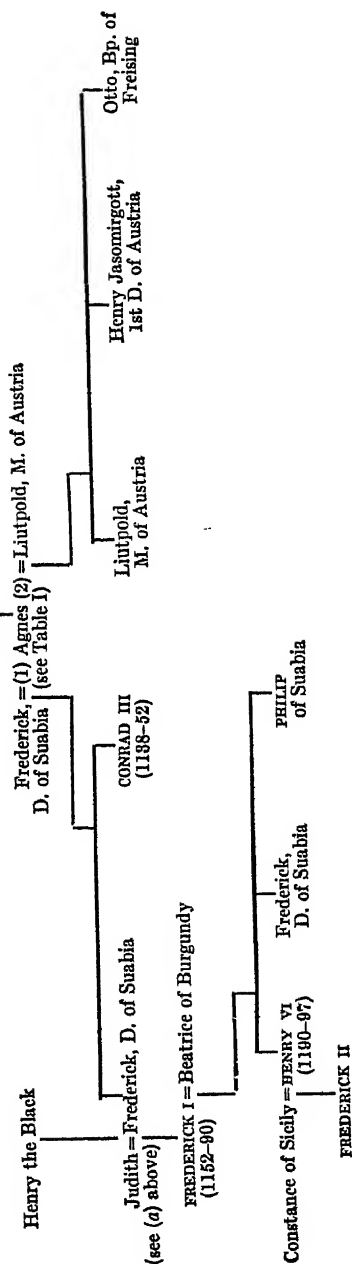 Frederick, =(1) Agnes (2) =Liutpold, M. of Austria
D. of Suabia (see Table I)
Henry the Black
CONRAD III
(1138–52)
Liutpold,
M. of Austria
Henry Jasomirgott,
1st D. of Austria
Otto, Bp. of
Freising
Judith=Frederick, D. of Suabia
(see (a) above)
FREDERICK I=Beatrice of Burgundy
(1152–90)
Constance of Sicily=HENRY VI
(1190–97)
Frederick,
D. of Suabia
PHILIP
of Suabia
FREDERICK II